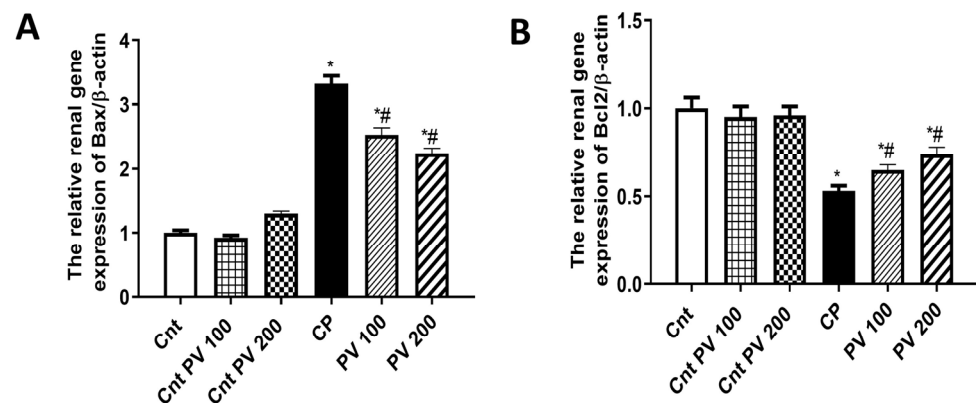 A
The relative renal gene
expression of Bax/β-actin
4
3
2
1
0
*
*#
*#
Cnt
Cnt PV 100
Cnt PV 200
CP
PV 100
PV 200
B
The relative renal gene
expression of Bcl2/β-actin
1.5
1.0
0.5
0.0
*
*#
*#
Cnt
Cnt PV 100
Cnt PV 200
CP
PV 100
PV 200